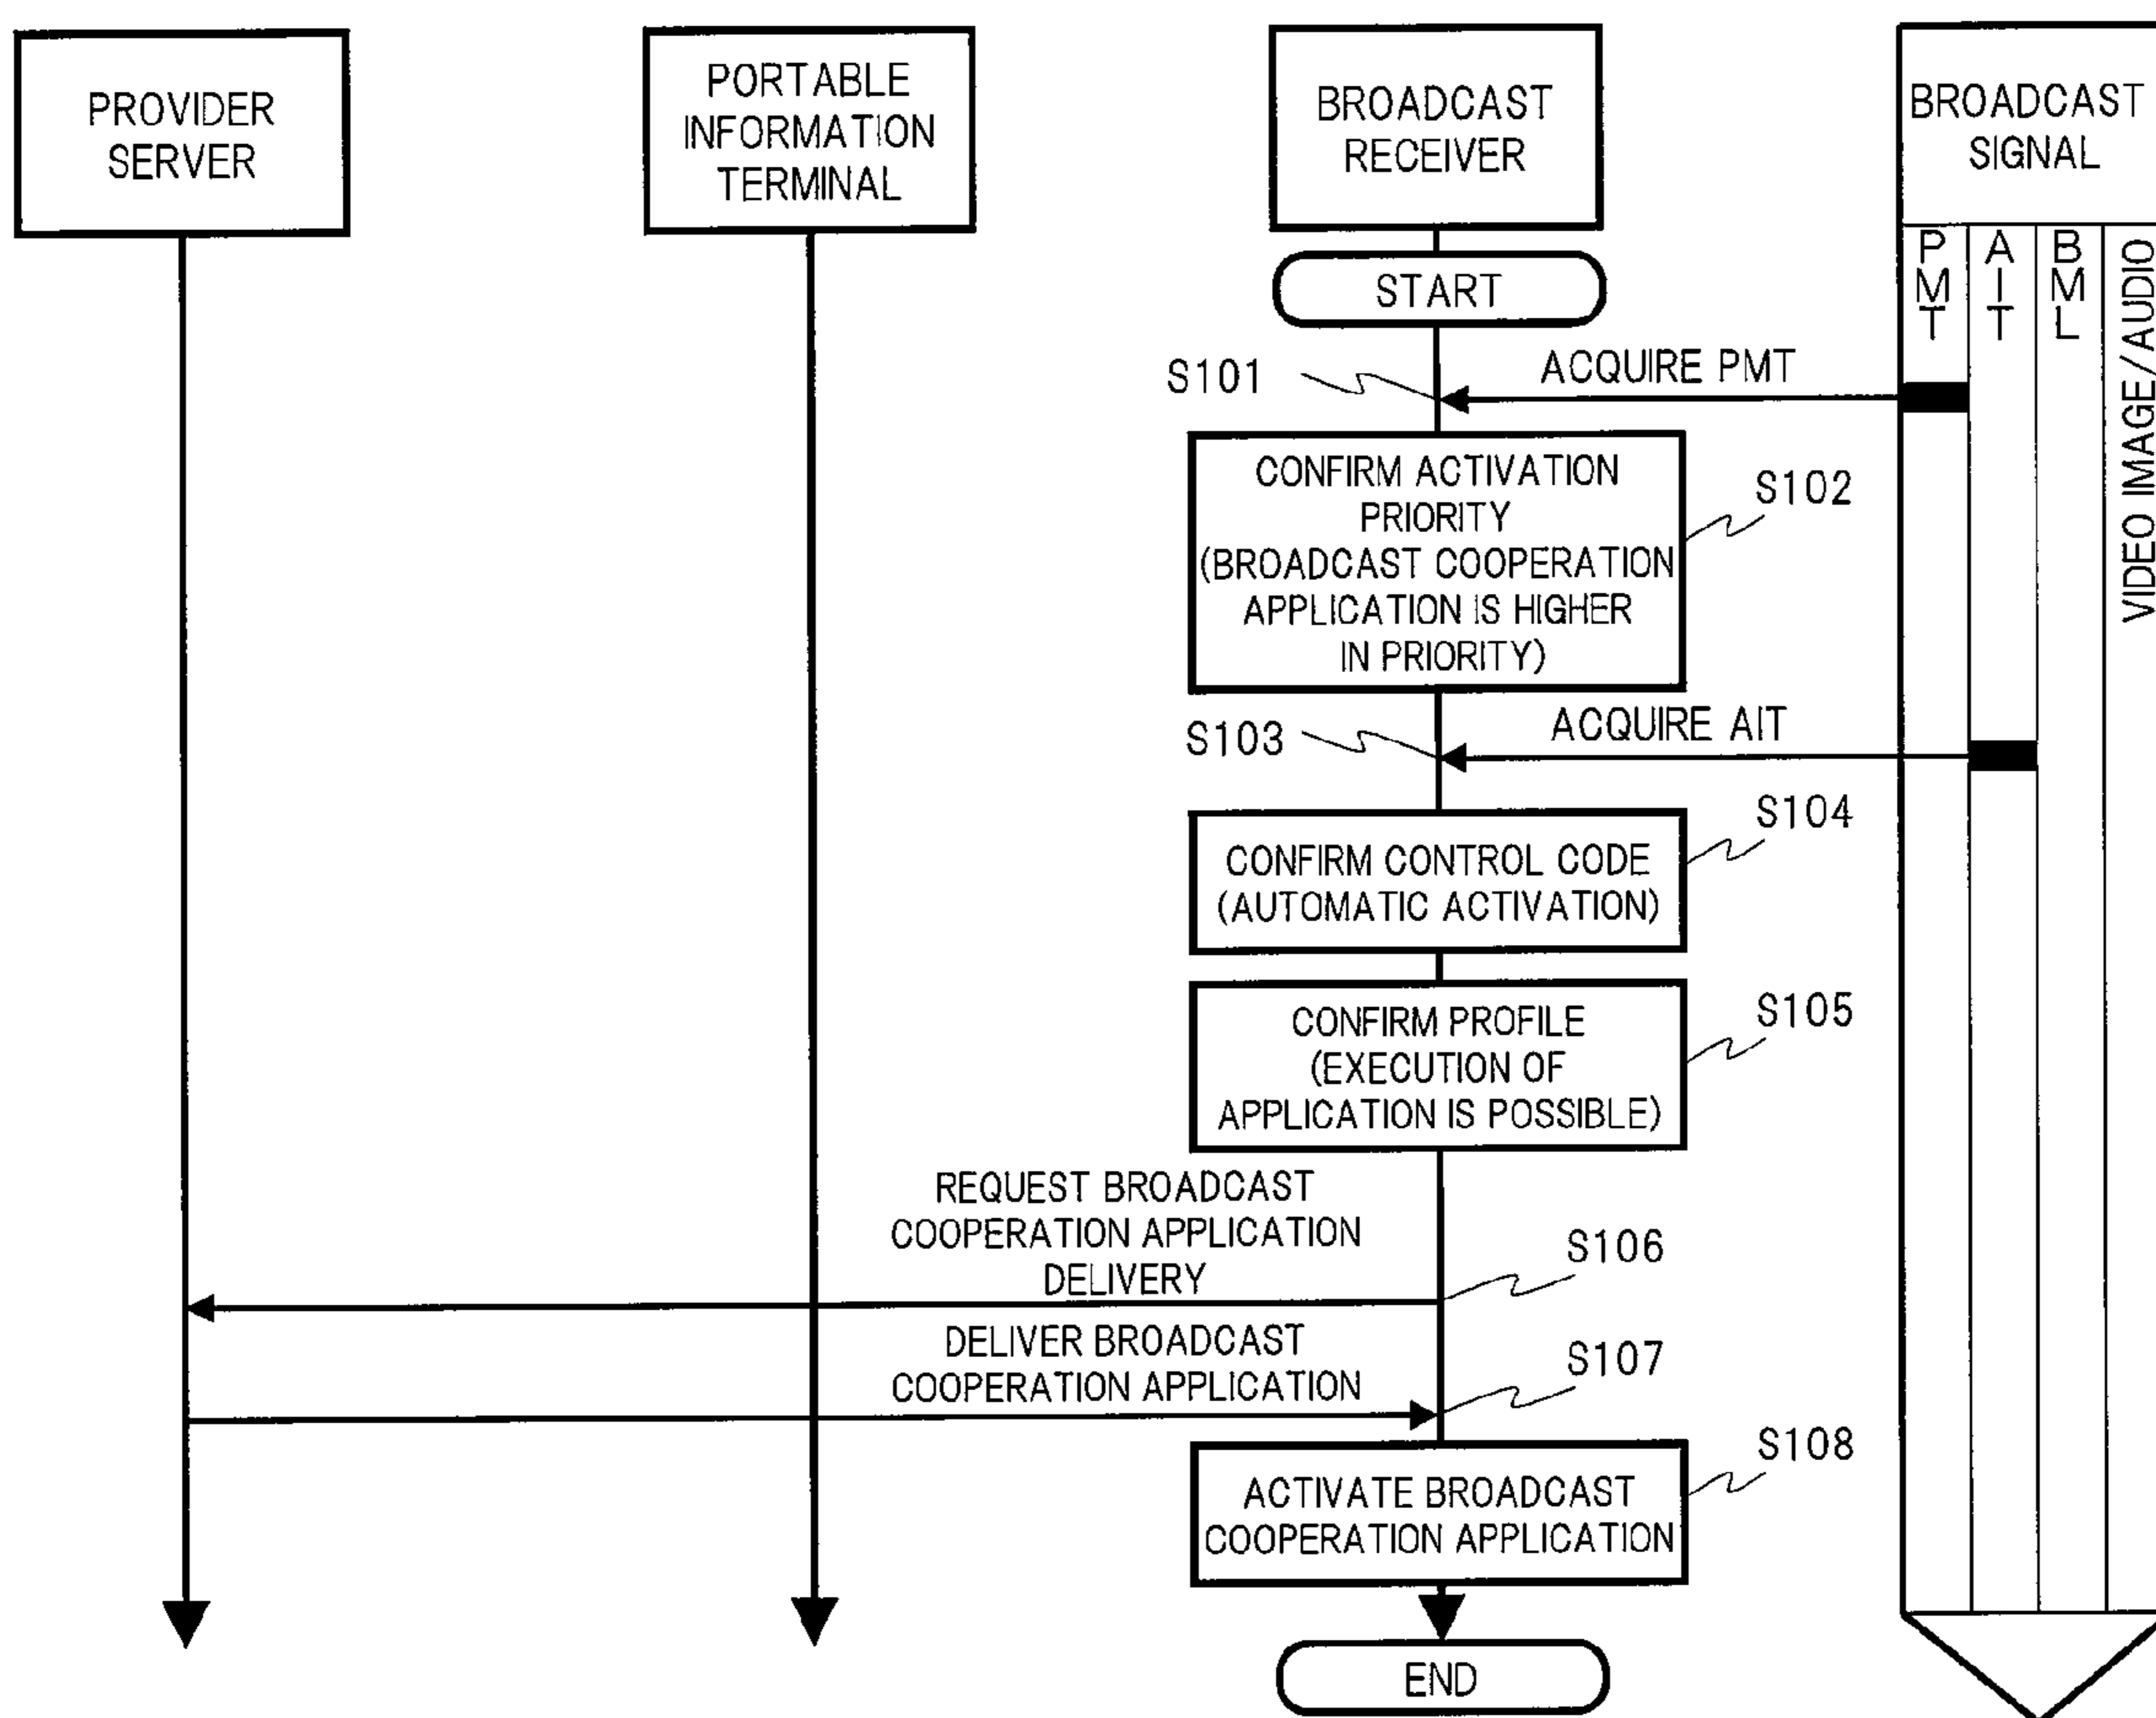 PROVIDER
SERVER
PORTABLE
INFORMATION
TERMINAL
BROADCAST
RECEIVER
BROADCAST
SIGNAL
START
PMT
AIT
BML
VIDEO IMAGE/AUDIO
S101
ACQUIRE PMT
CONFIRM ACTIVATION
PRIORITY
(BROADCAST COOPERATION
APPLICATION IS HIGHER
IN PRIORITY)
S102
S103
ACQUIRE AIT
CONFIRM CONTROL CODE
(AUTOMATIC ACTIVATION)
S104
CONFIRM PROFILE
(EXECUTION OF
APPLICATION IS POSSIBLE)
S105
REQUEST BROADCAST
COOPERATION APPLICATION
DELIVERY
S106
DELIVER BROADCAST
COOPERATION APPLICATION
S107
ACTIVATE BROADCAST
COOPERATION APPLICATION
S108
END